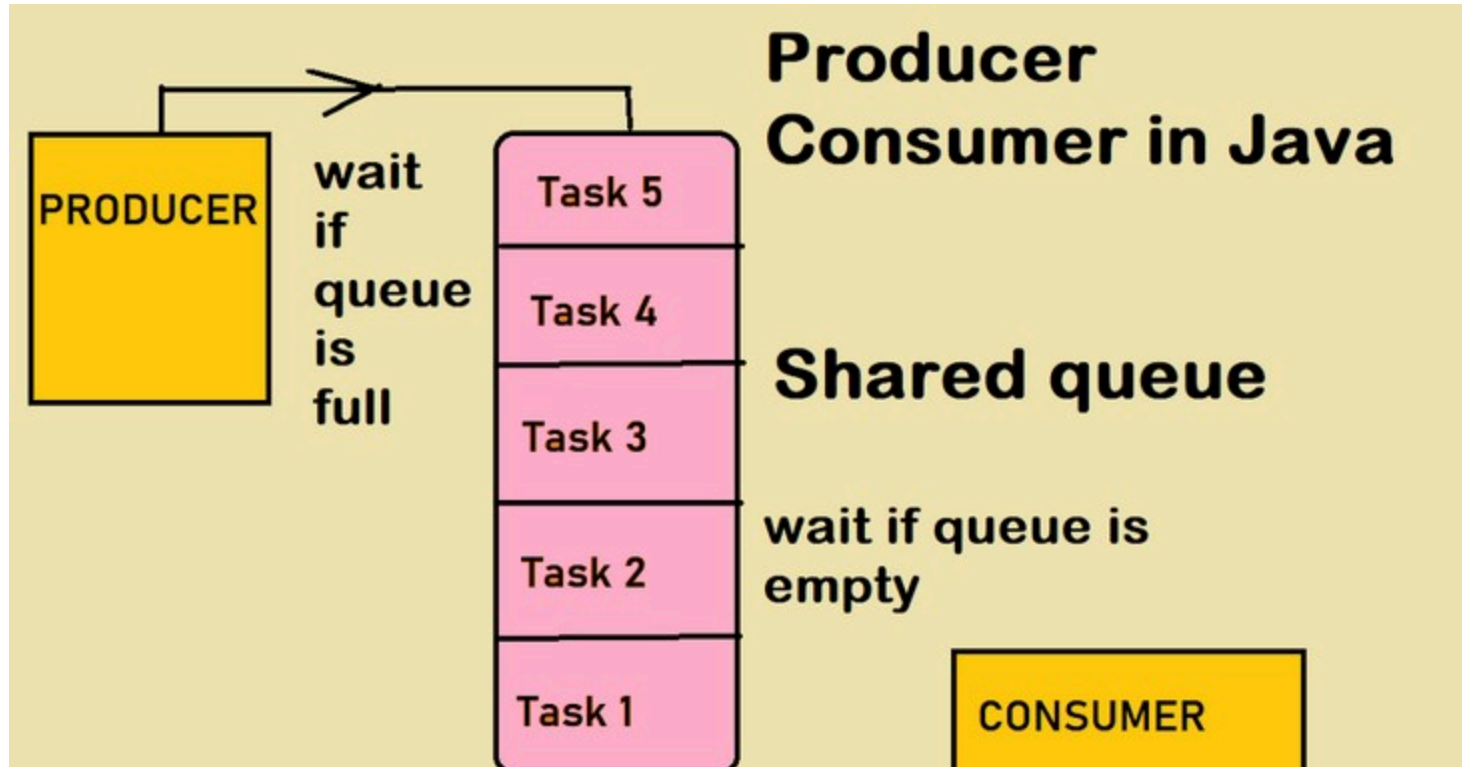 Producer
Consumer in Java
PRODUCER
wait
if
queue
is
full
Task 5
Task 4
Task 3
Task 2
Task 1
Shared queue
wait if queue is
empty
CONSUMER